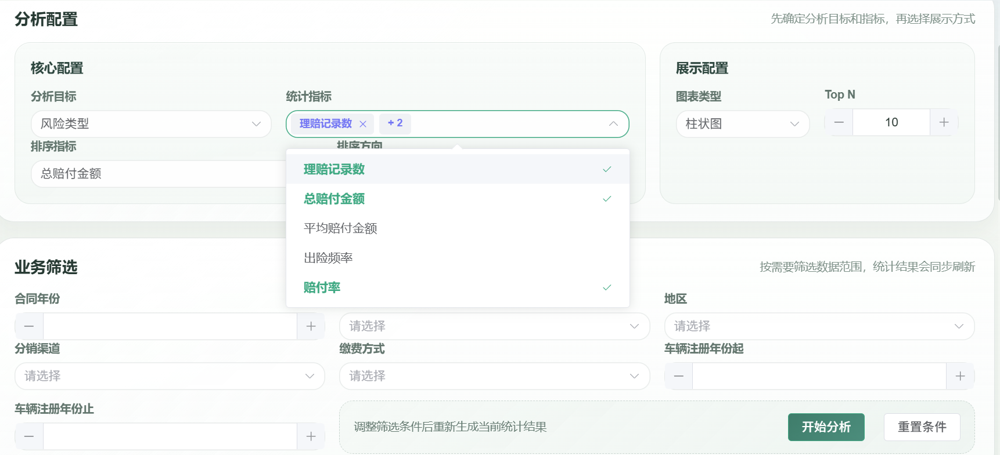 分析配置
先确定分析目标和指标，再选择展示方式
核心配置
分析目标
统计指标
风险类型
理赔记录数
+ 2
排序指标
排序方向
总赔付金额
理赔记录数
总赔付金额
平均赔付金额
出险频率
赔付率
展示配置
图表类型
Top N
柱状图
10
业务筛选
按需要筛选数据范围，统计结果会同步刷新
合同年份
地区
请选择
请选择
分销渠道
缴费方式
车辆注册年份起
请选择
请选择
车辆注册年份止
调整筛选条件后重新生成当前统计结果
开始分析
重置条件